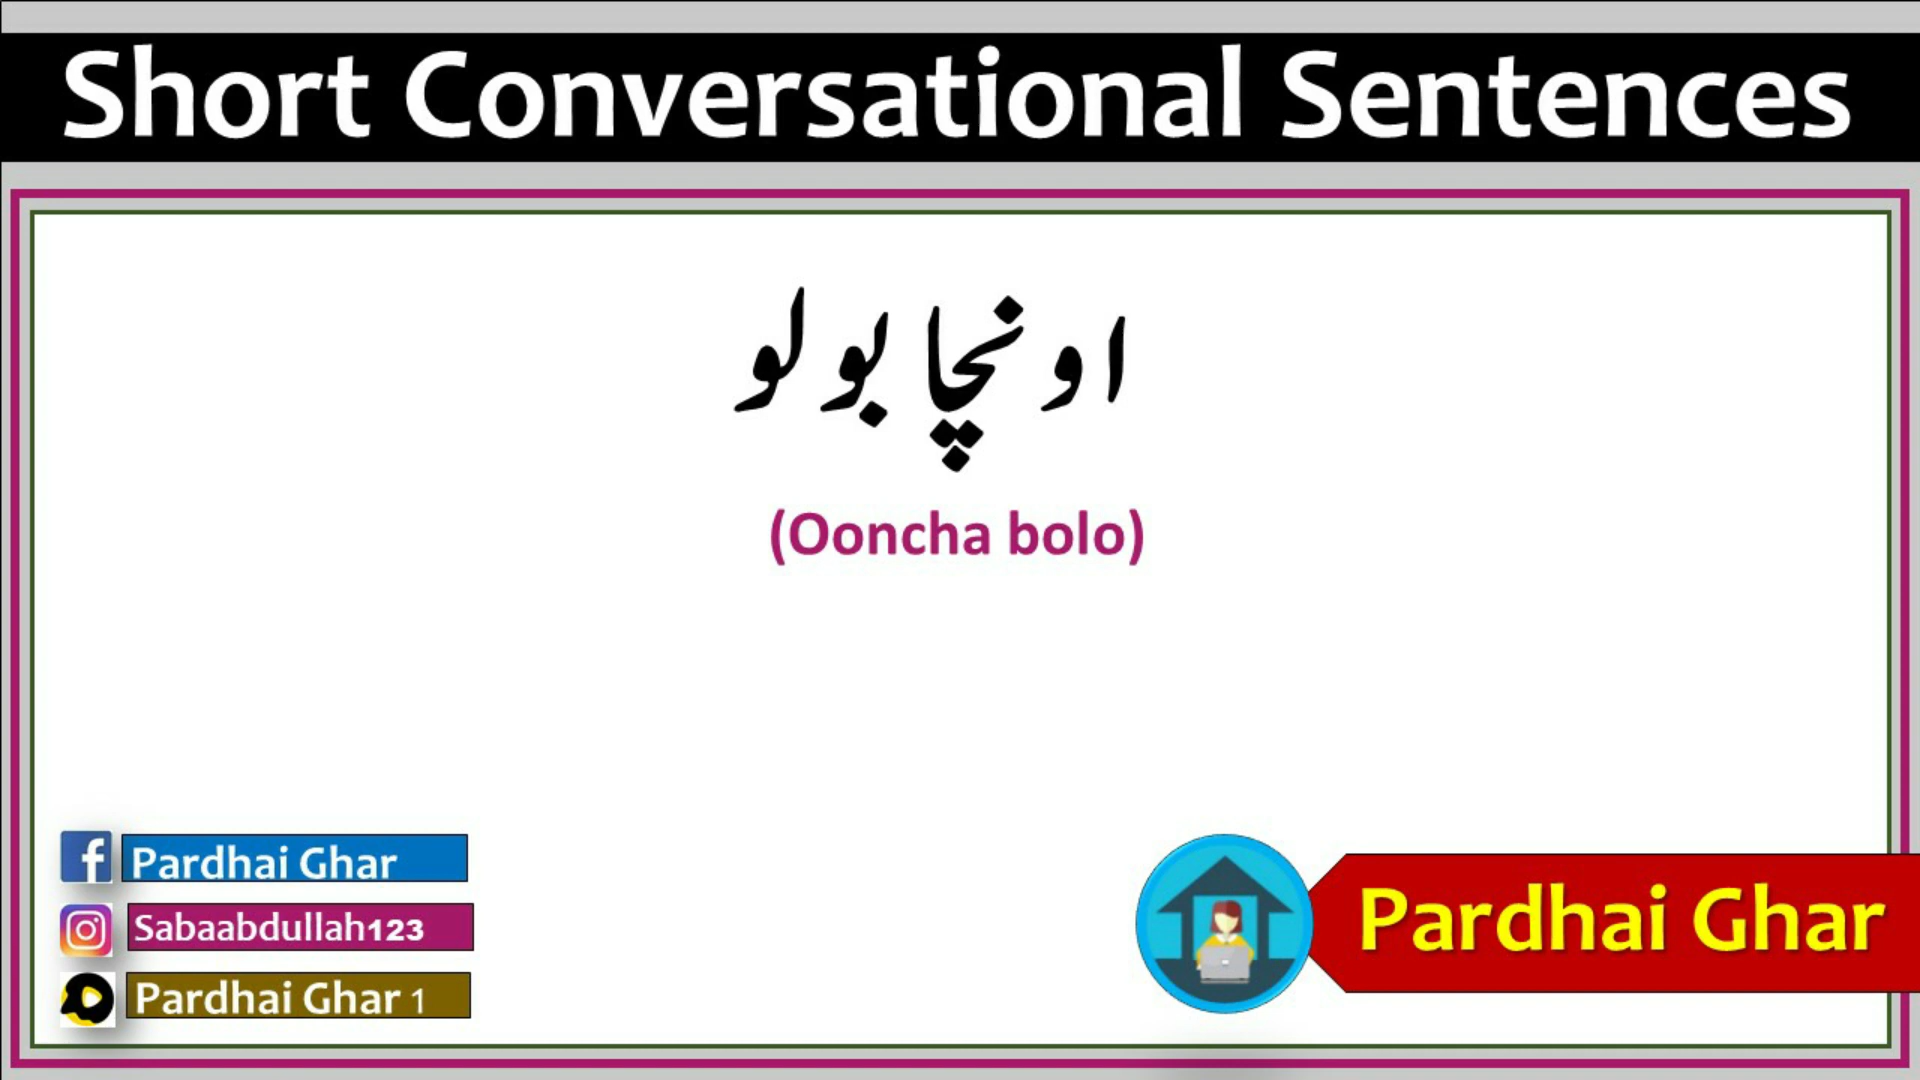 Short Conversational Sentences
اونچا بولو
(Ooncha bolo)
Pardhai Ghar
Sabaabdullah123
Pardhai Ghar 1
Pardhai Ghar